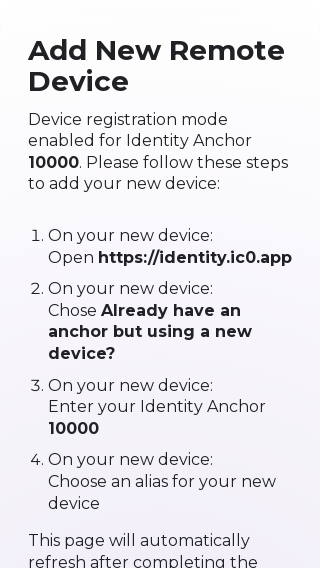 Add New Remote
Device
Device registration mode
enabled for Identity Anchor
10000. Please follow these steps
to add your new device:
1. On your new device:
Open https://identity.ic0.app
2. On your new device:
Chose Already have an
anchor but using a new
device?
3. On your new device:
Enter your Identity Anchor
10000
4. On your new device:
Choose an alias for your new
device
This page will automatically
refresh after completing the